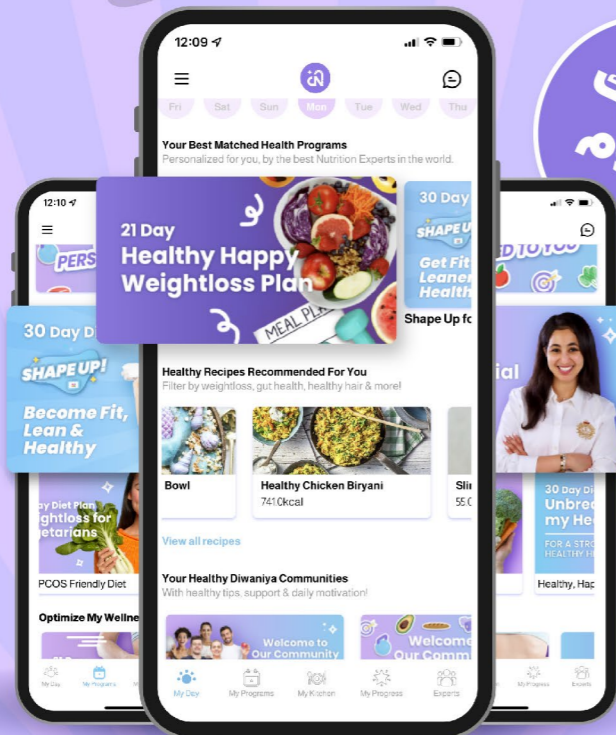 12:09
Fri Sat Sun Mon Tue Wed Thu
Your Best Matched Health Programs
Personalized for you, by the best Nutrition Experts in the world.
21 Day
Healthy Happy
Weightloss Plan
MEAL PLA
30 Day
SHAPE U
Get Fit
Leaner
Health
Shape Up fo
Healthy Recipes Recommended For You
Filter by weightloss, gut health, healthy hair & more!
Bowl
Healthy Chicken Biryani
741.0kcal
Sli
55.0
View all recipes
Your Healthy Diwaniya Communities
With healthy tips, support & daily motivation!
Welcome to
Our Community
Welcome
Our Comm
My Day My Programs My Kitchen My Progress Experts
12:10
PERS
30 Day Di
SHAPE UP!
Become Fit,
Lean &
Healthy
ay Diet Plan
ghtloss for
etarians
PCOS Friendly Diet
Optimize My Wellne
My Day My Programs
ED TO YOU
ial
30 Day Di
Unbrea
my Hea
FOR A STRO
HEALTHY H
Healthy, Hap
My Progress Experts